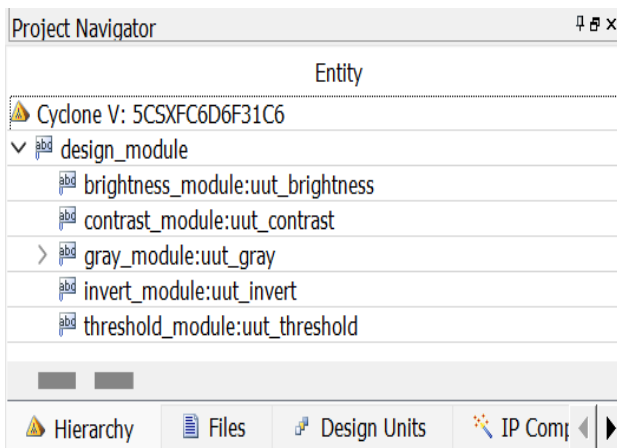 Project Navigator
Entity
Cyclone V: 5CSXFC6D6F31C6
design_module
brightness_module:uut_brightness
contrast_module:uut_contrast
gray_module:uut_gray
invert_module:uut_invert
threshold_module:uut_threshold
Hierarchy Files Design Units IP Comp